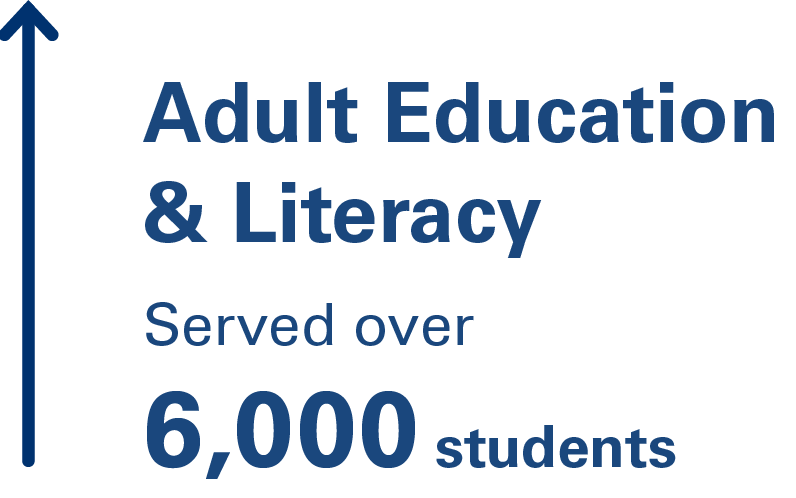 Adult Education
& Literacy
Served over
6,000 students